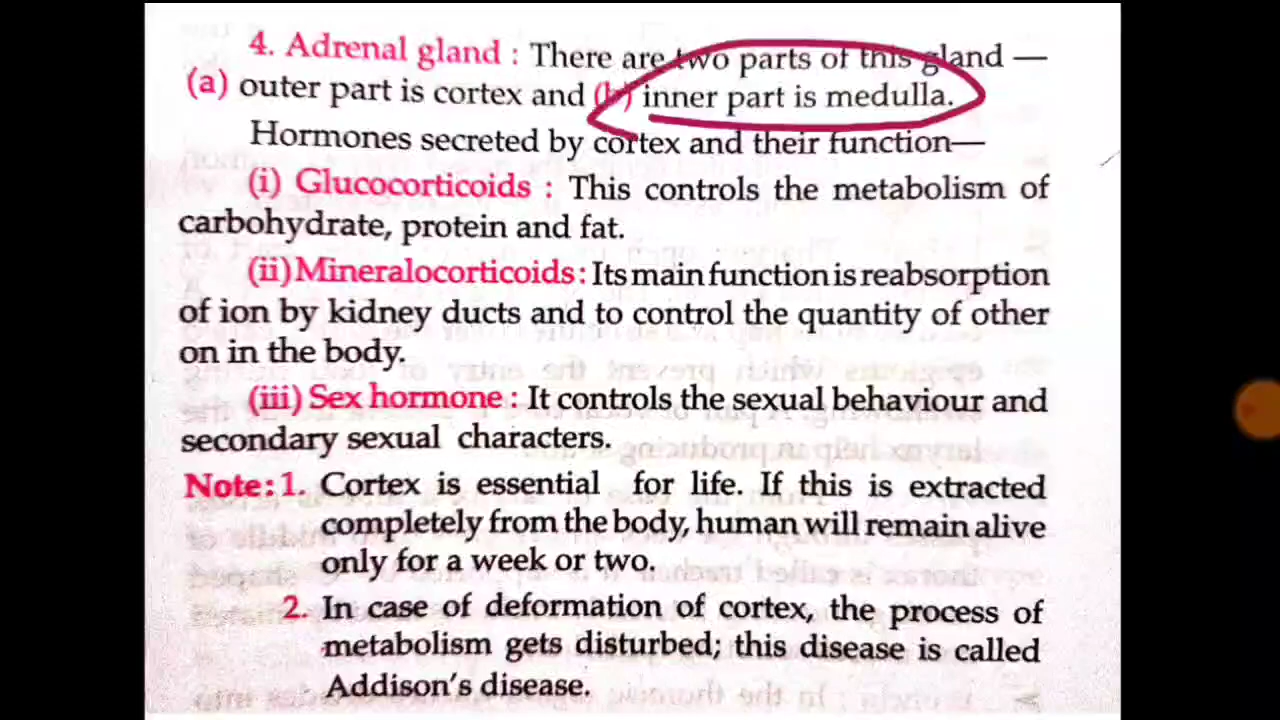 4. Adrenal gland : There are two parts of this gland —
(a) outer part is cortex and (b) inner part is medulla.
Hormones secreted by cortex and their function—
(i) Glucocorticoids : This controls the metabolism of
carbohydrate, protein and fat.
(ii) Mineralocorticoids : Its main function is reabsorption
of ion by kidney ducts and to control the quantity of other
on in the body.
(iii) Sex hormone : It controls the sexual behaviour and
secondary sexual characters.
Note: 1. Cortex is essential for life. If this is extracted
completely from the body, human will remain alive
only for a week or two.
2. In case of deformation of cortex, the process of
metabolism gets disturbed; this disease is called
Addison's disease.